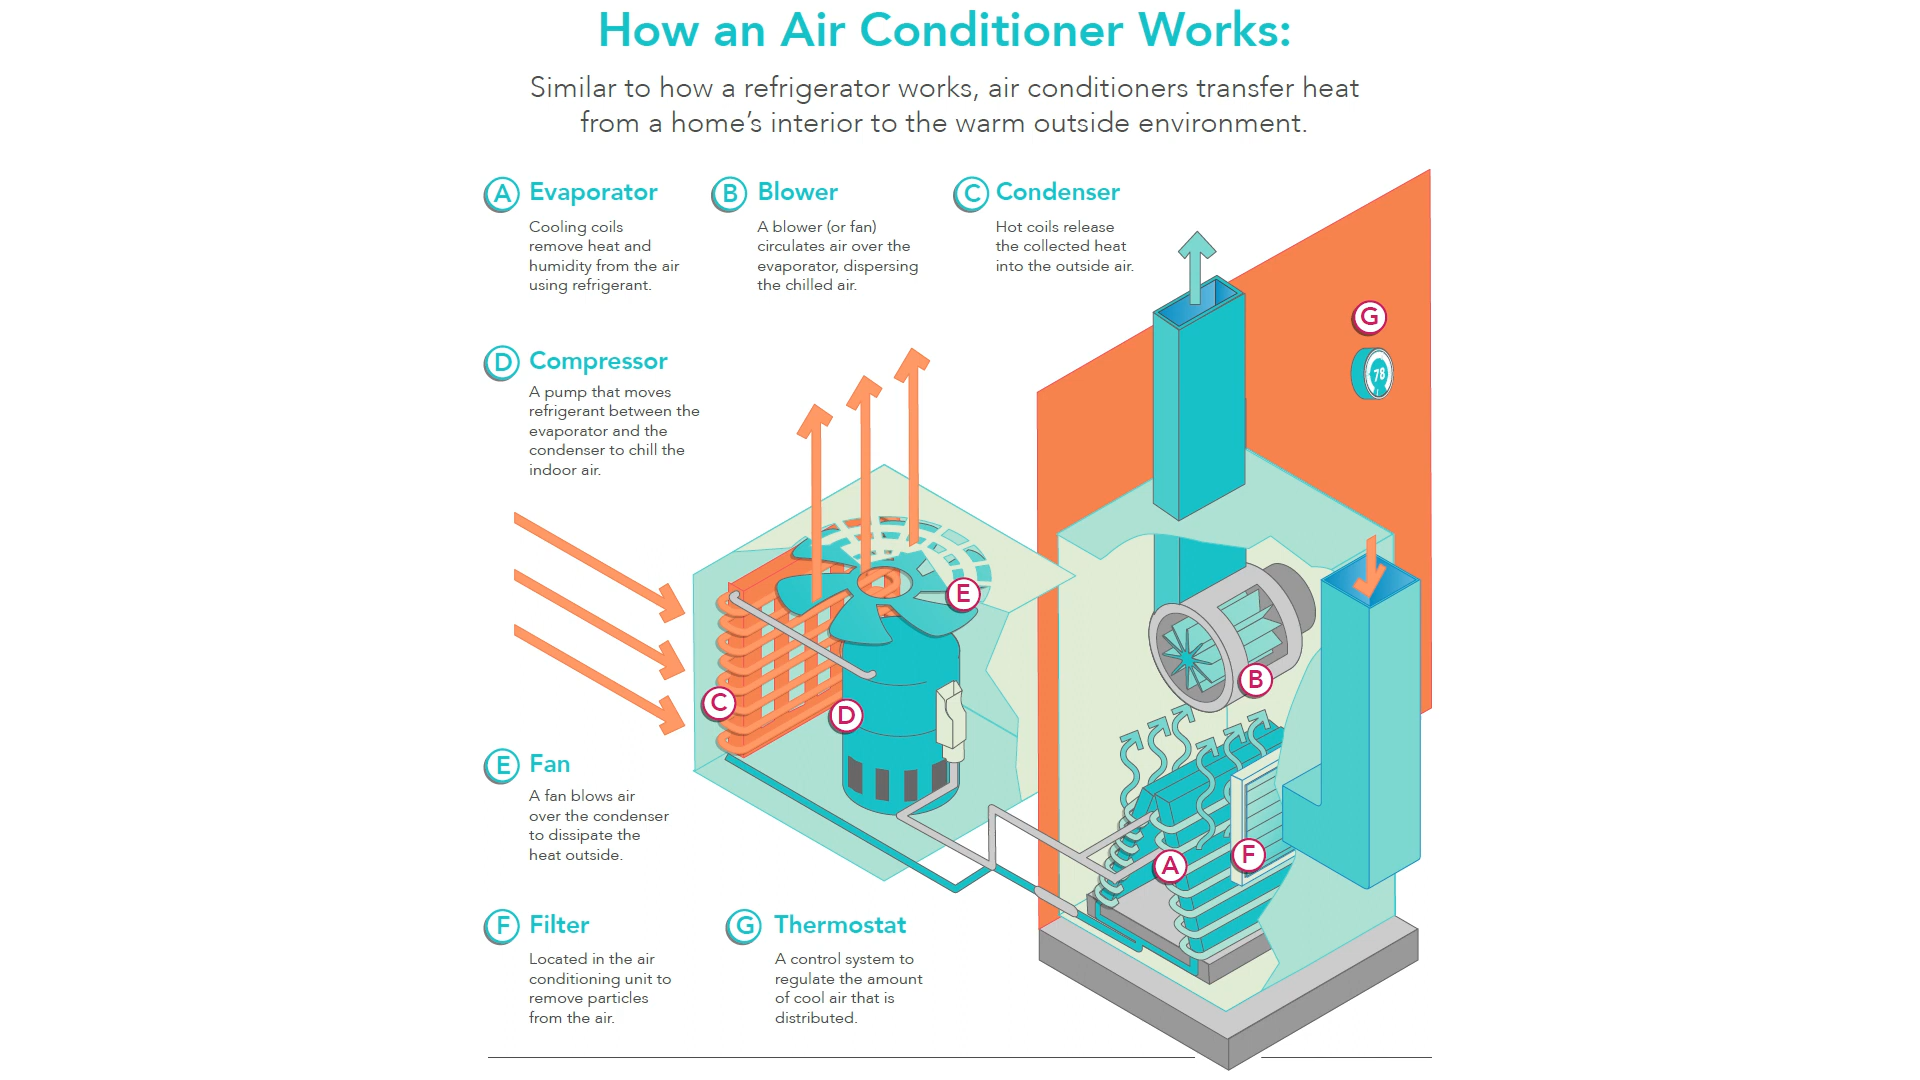 How an Air Conditioner Works:
Similar to how a refrigerator works, air conditioners transfer heat
from a home’s interior to the warm outside environment.
A Evaporator
Cooling coils
remove heat and
humidity from the air
using refrigerant.
B Blower
A blower (or fan)
circulates air over the
evaporator, dispersing
the chilled air.
C Condenser
Hot coils release
the collected heat
into the outside air.
D Compressor
A pump that moves
refrigerant between the
evaporator and the
condenser to chill the
indoor air.
G
78
E
B
C
D
A
F
E Fan
A fan blows air
over the condenser
to dissipate the
heat outside.
F Filter
Located in the air
conditioning unit to
remove particles
from the air.
G Thermostat
A control system to
regulate the amount
of cool air that is
distributed.